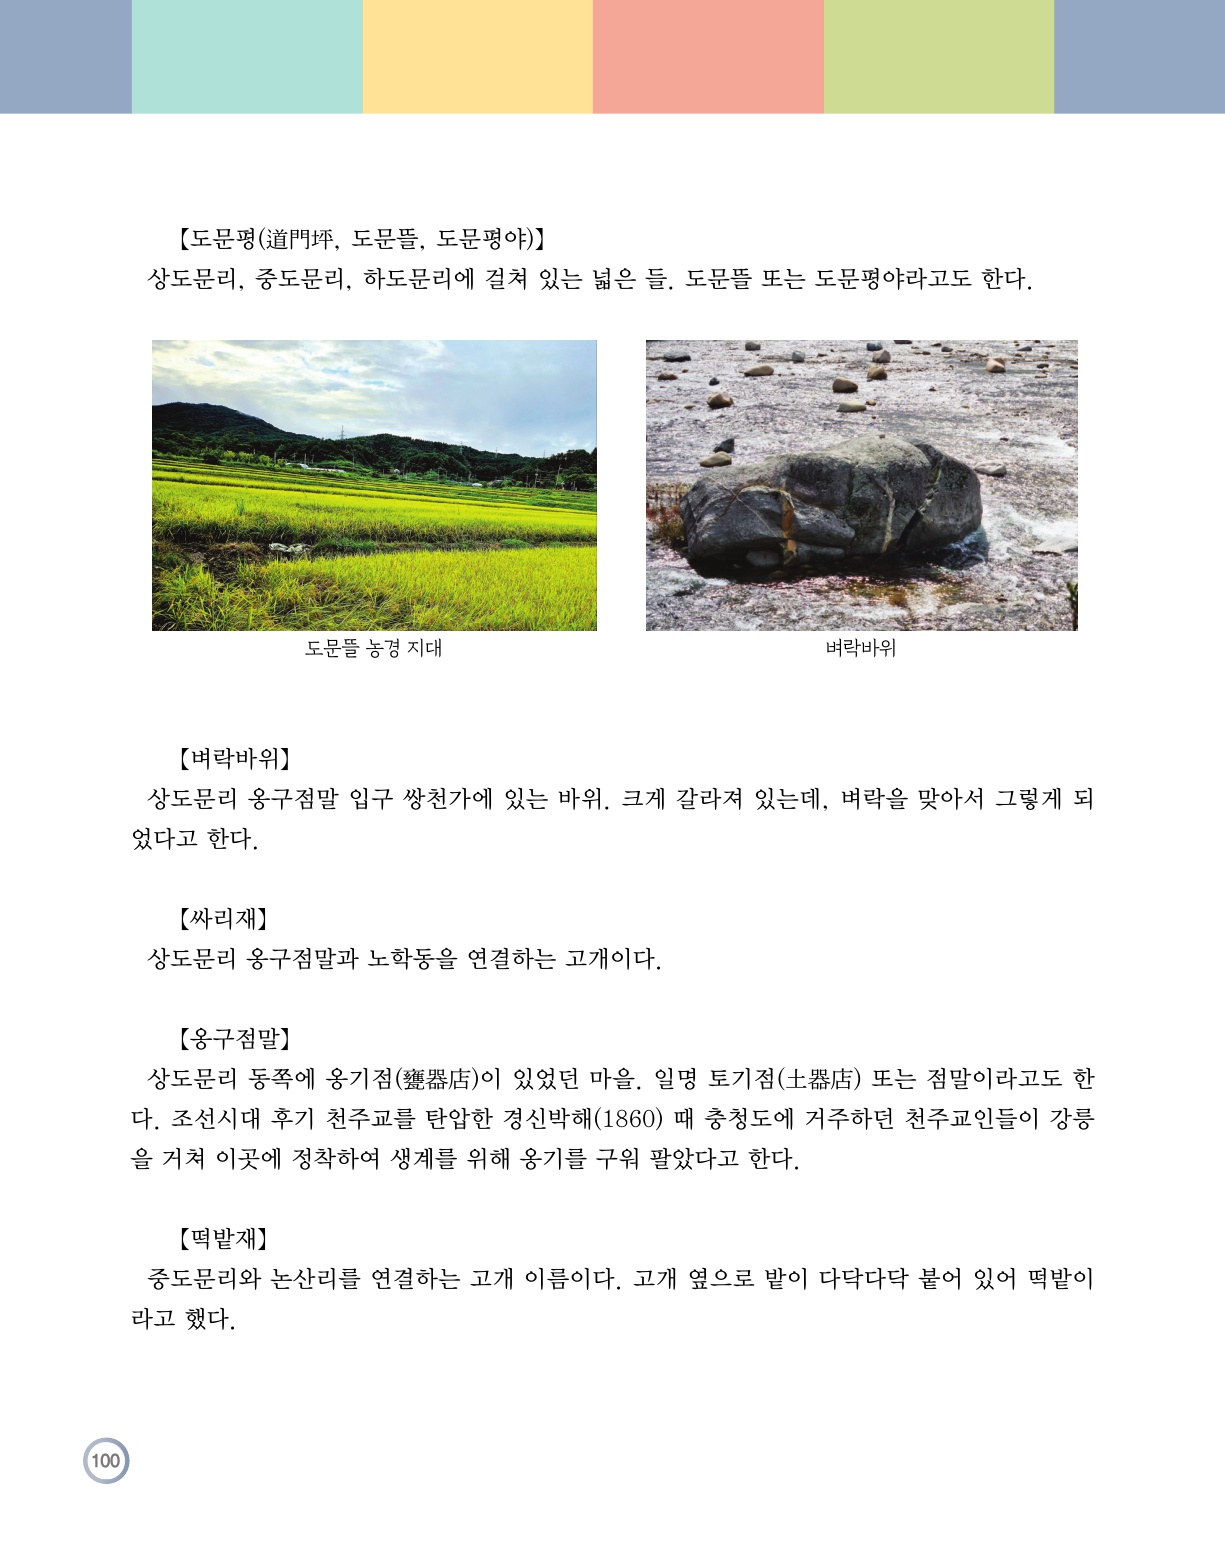 【도문평(道門坪, 도문뜰, 도문평야)】
상도문리, 중도문리, 하도문리에 걸쳐 있는 넓은 들. 도문뜰 또는 도문평야라고도 한다.
도문뜰 농경 지대
벼락바위
【벼락바위】
상도문리 옹구점말 입구 쌍천가에 있는 바위. 크게 갈라져 있는데, 벼락을 맞아서 그렇게 되
었다고 한다.
【싸리재】
상도문리 옹구점말과 노학동을 연결하는 고개이다.
【옹구점말】
상도문리 동쪽에 옹기점(甕器店)이 있었던 마을. 일명 토기점(土器店) 또는 점말이라고도 한
다. 조선시대 후기 천주교를 탄압한 경신박해(1860) 때 충청도에 거주하던 천주교인들이 강릉
을 거쳐 이곳에 정착하여 생계를 위해 옹기를 구워 팔았다고 한다.
【떡밭재】
중도문리와 논산리를 연결하는 고개 이름이다. 고개 옆으로 밭이 다닥다닥 붙어 있어 떡밭이
라고 했다.
100